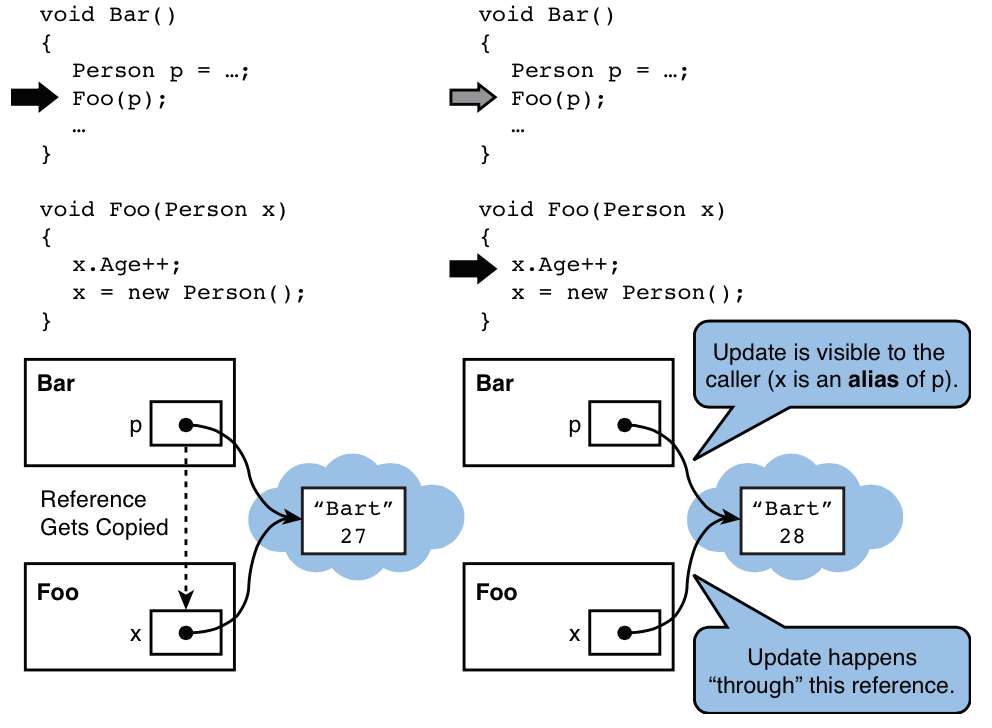 void Bar()
{
Person p = …;
Foo(p);
…
}
void Foo(Person x)
{
x.Age++;
x = new Person();
}
Bar
p
Reference
Gets Copied
“Bart”
27
Foo
x
void Bar()
{
Person p = …;
Foo(p);
…
}
void Foo(Person x)
{
x.Age++;
x = new Person();
}
Update is visible to the
caller (x is an alias of p).
Bar
p
“Bart”
28
Foo
x
Update happens
“through” this reference.